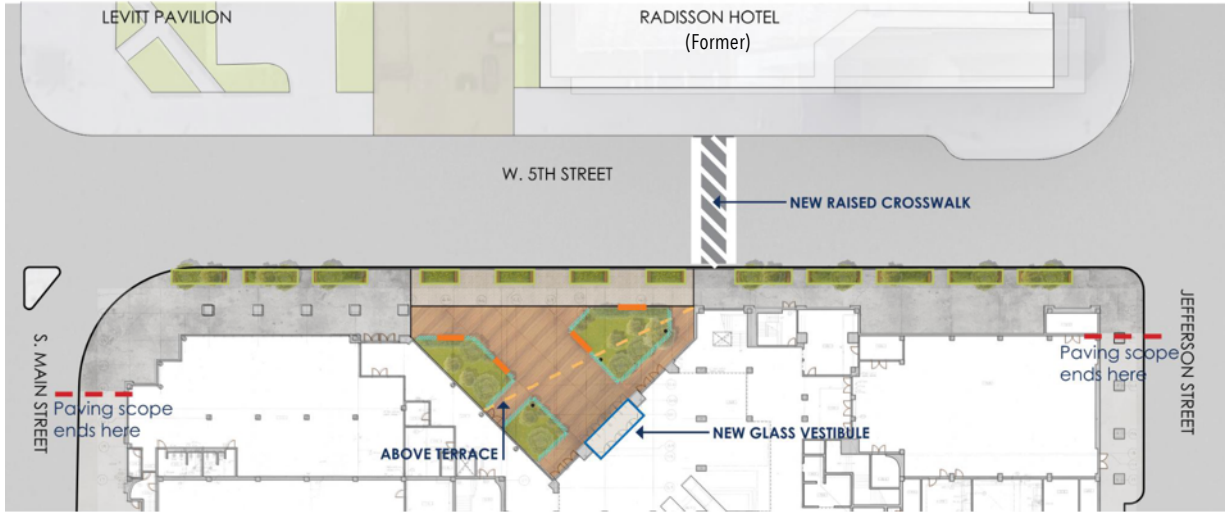 LEVITT PAVILION
RADISSON HOTEL
(Former)
W. 5TH STREET
NEW RAISED CROSSWALK
S. MAIN STREET
JEFFERSON STREET
Paving scope
ends here
Paving scope
ends here
NEW GLASS VESTIBULE
ABOVE TERRACE